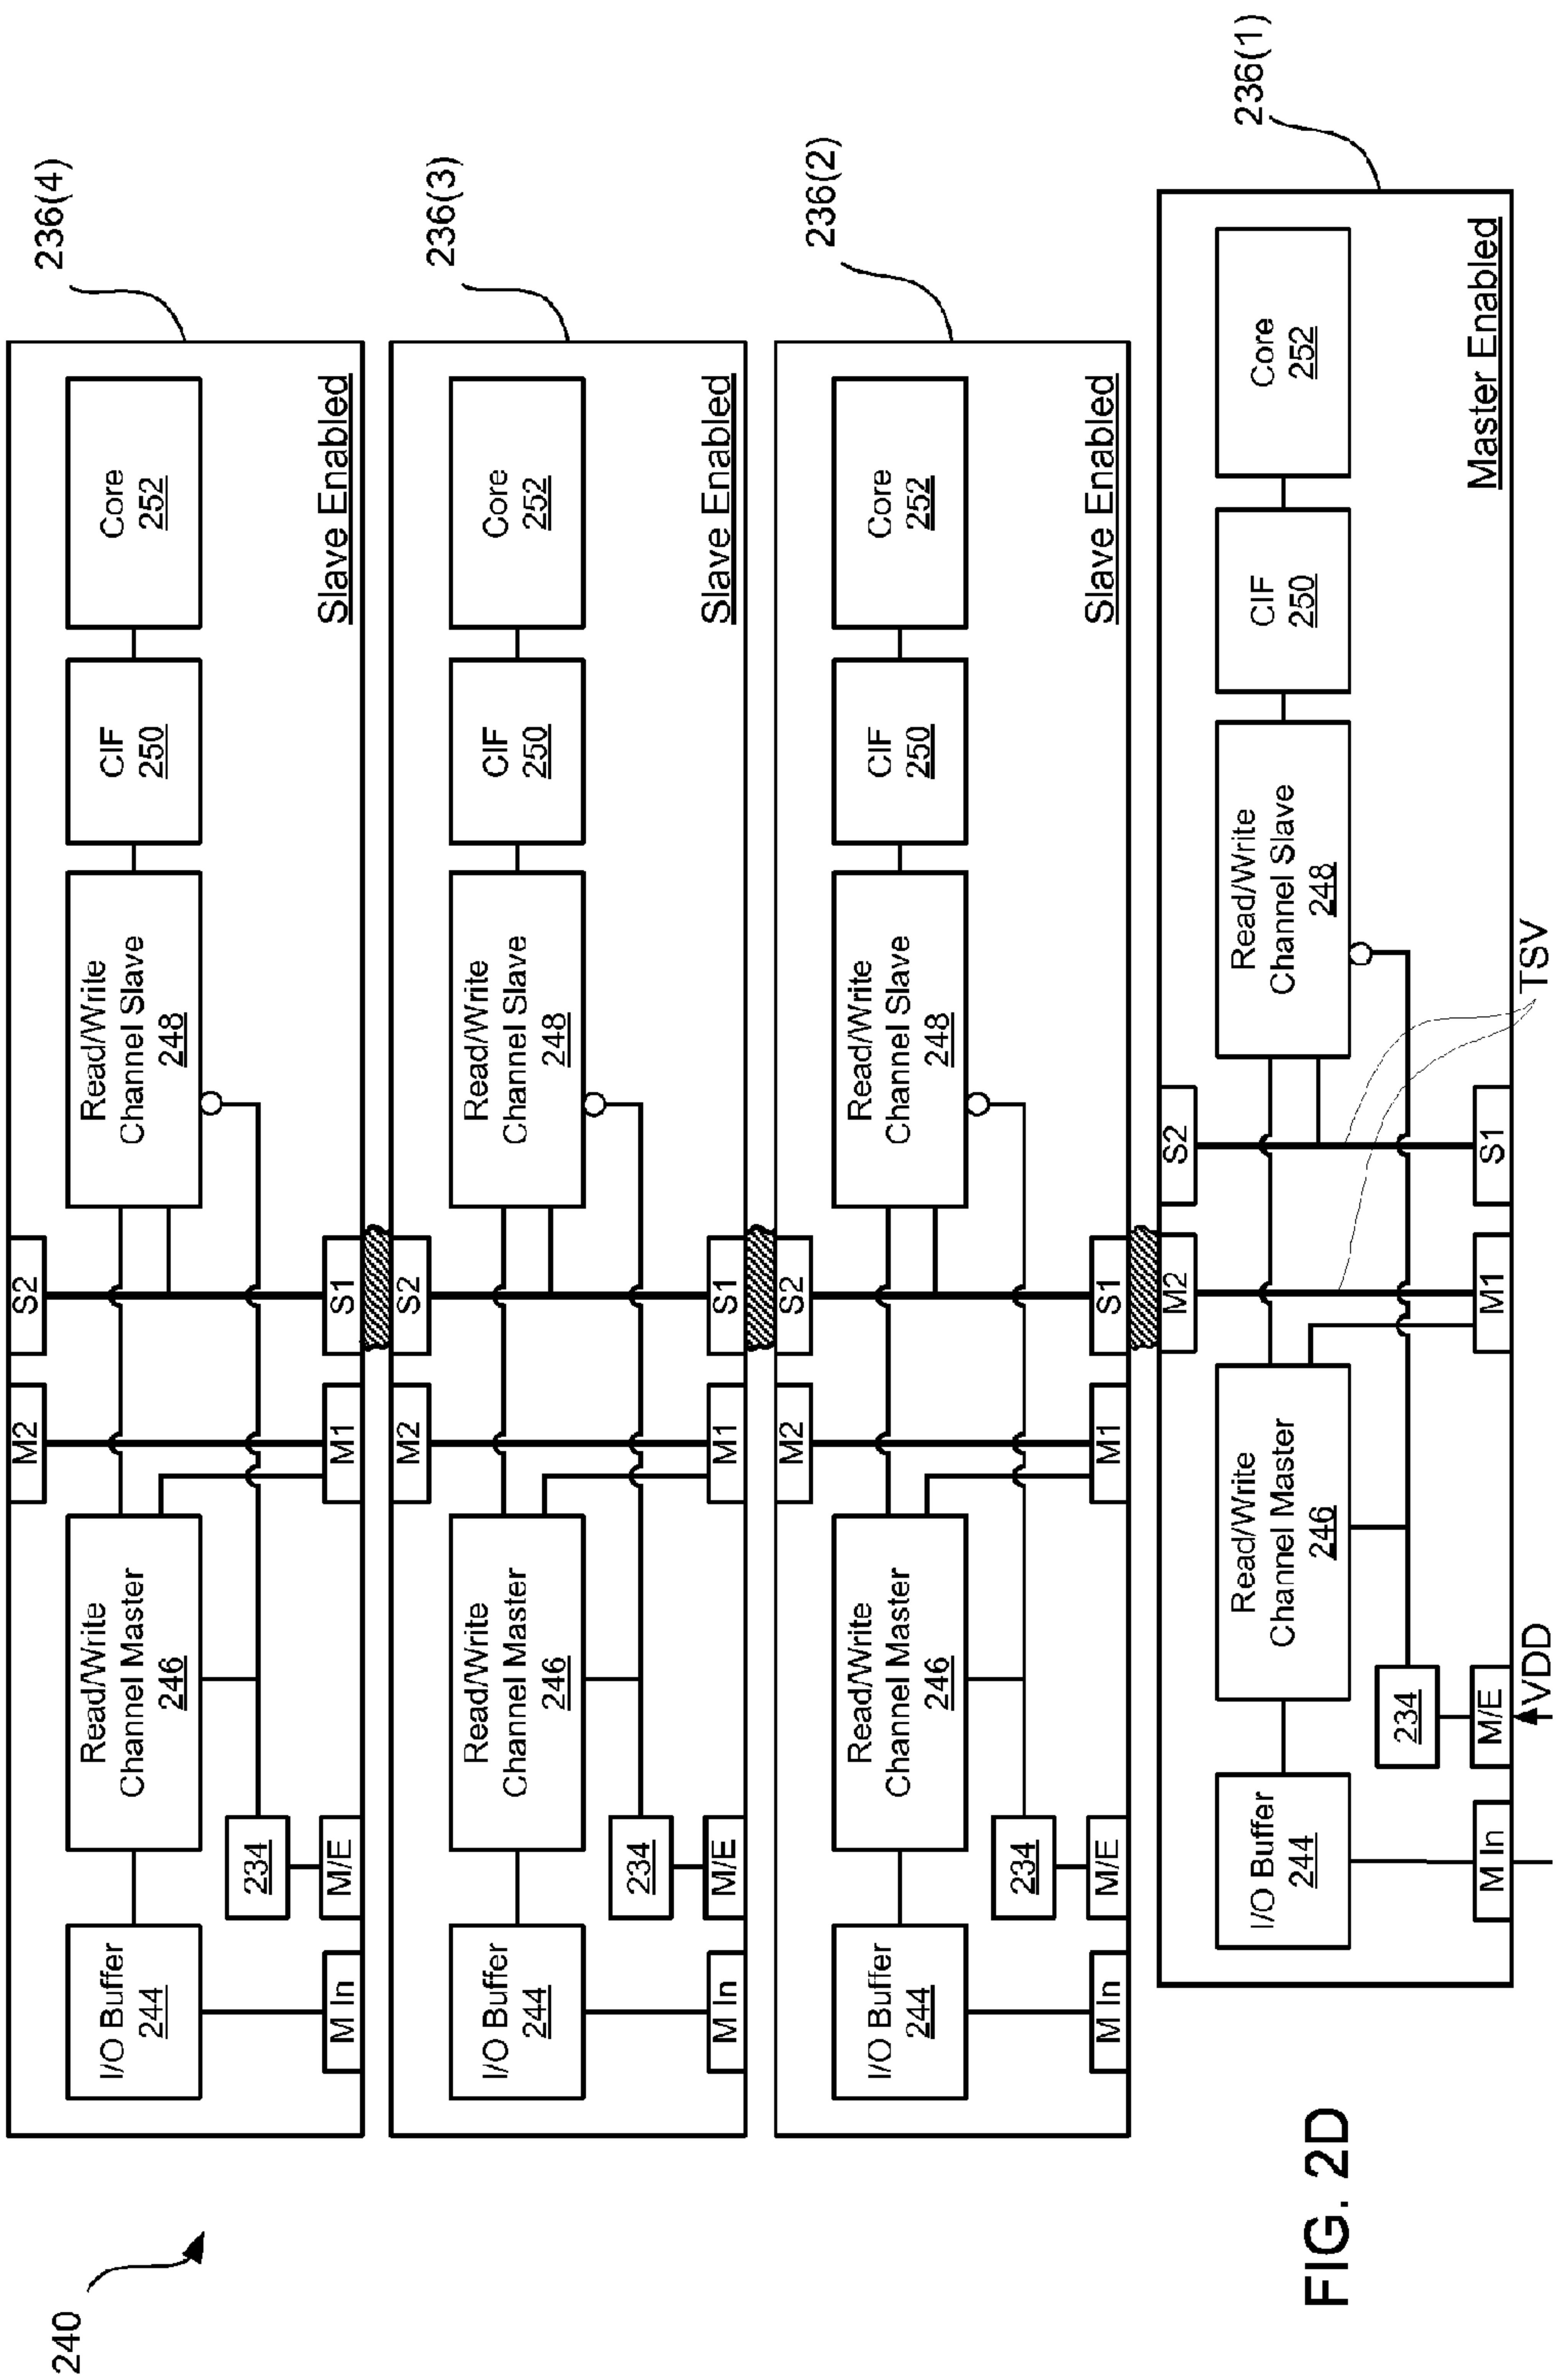 240
236(4)
M2
S2
I/O Buffer
244
Read/Write
Channel Master
246
Read/Write
Channel Slave
248
CIF
250
Core
252
234
M In
M/E
M1
S1
Slave Enabled
236(3)
M2
S2
I/O Buffer
244
Read/Write
Channel Master
246
Read/Write
Channel Slave
248
CIF
250
Core
252
234
M In
M/E
M1
S1
Slave Enabled
236(2)
M2
S2
I/O Buffer
244
Read/Write
Channel Master
246
Read/Write
Channel Slave
248
CIF
250
Core
252
234
M In
M/E
M1
S1
Slave Enabled
236(1)
M2
S2
I/O Buffer
244
Read/Write
Channel Master
246
Read/Write
Channel Slave
248
CIF
250
Core
252
234
M In
M/E
M1
S1
Master Enabled
VDD
TSV
FIG. 2D